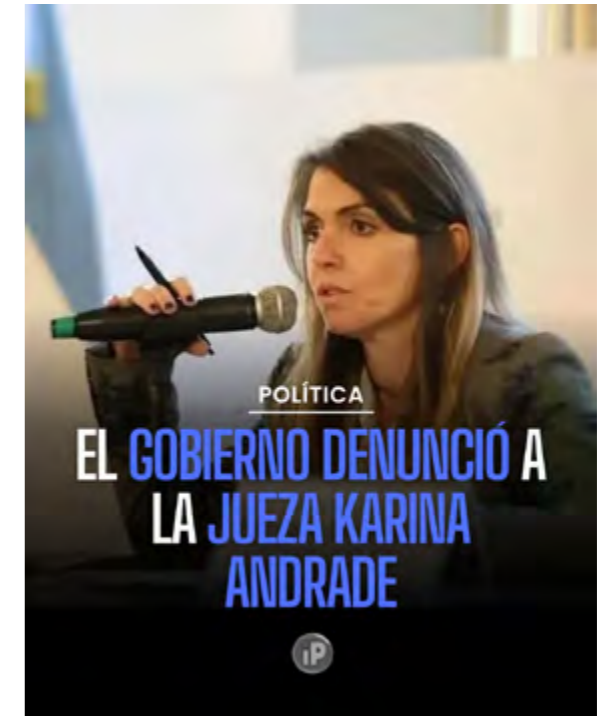 POLÍTICA
EL GOBIERNO DENUNCIÓ A
LA JUEZA KARINA
ANDRADE
iP